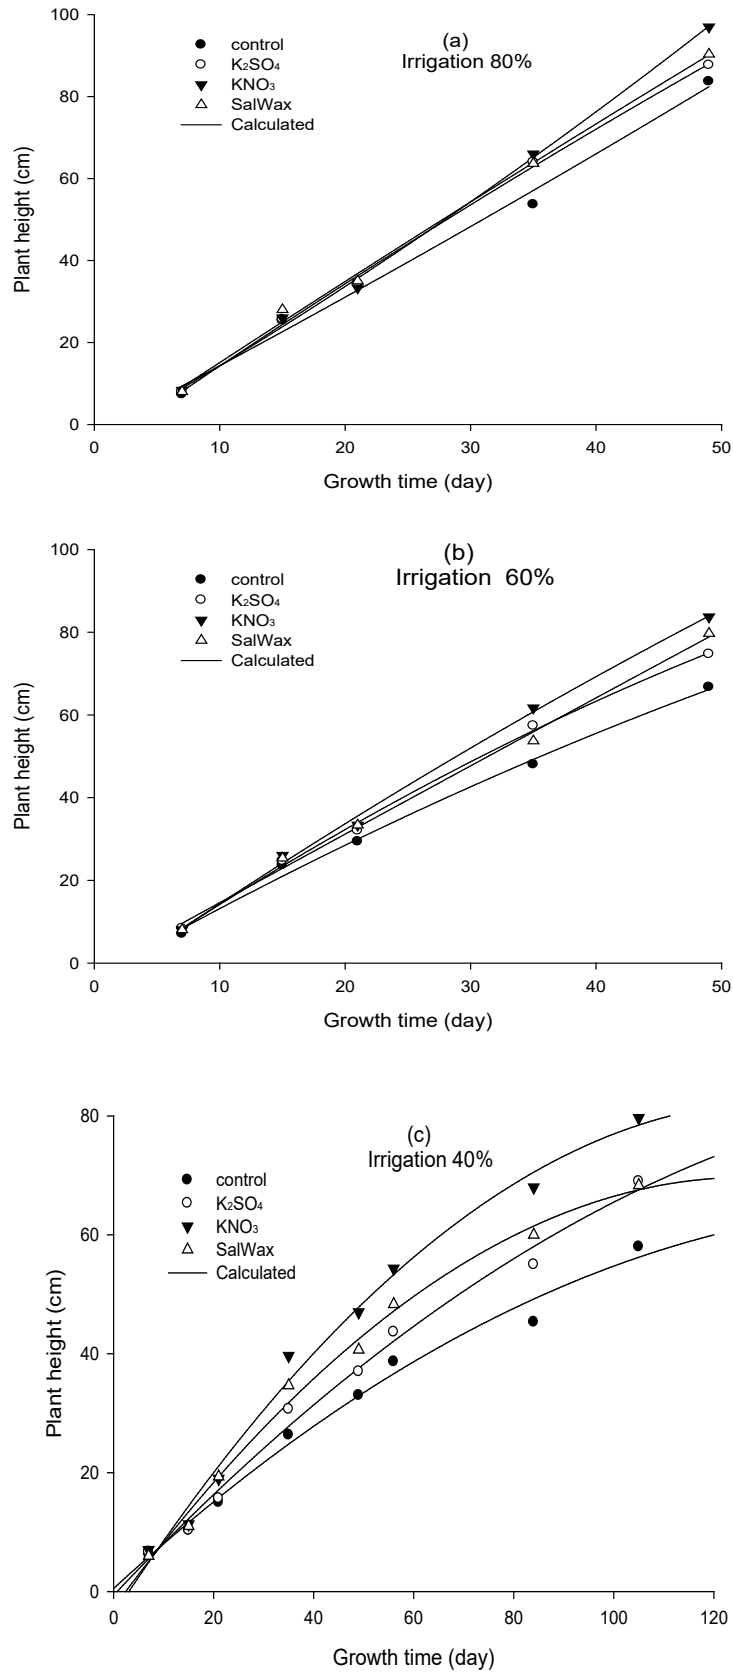 (a)
Irrigation 80%
control
K₂SO₄
KNO₃
SalWax
Calculated
100
80
60
40
20
0
Plant height (cm)
0 10 20 30 40 50
Growth time (day)
(b)
Irrigation 60%
control
K₂SO₄
KNO₃
SalWax
Calculated
100
80
60
40
20
0
Plant height (cm)
0 10 20 30 40 50
Growth time (day)
(c)
Irrigation 40%
control
K₂SO₄
KNO₃
SalWax
Calculated
80
60
40
20
0
Plant height (cm)
0 20 40 60 80 100 120
Growth time (day)